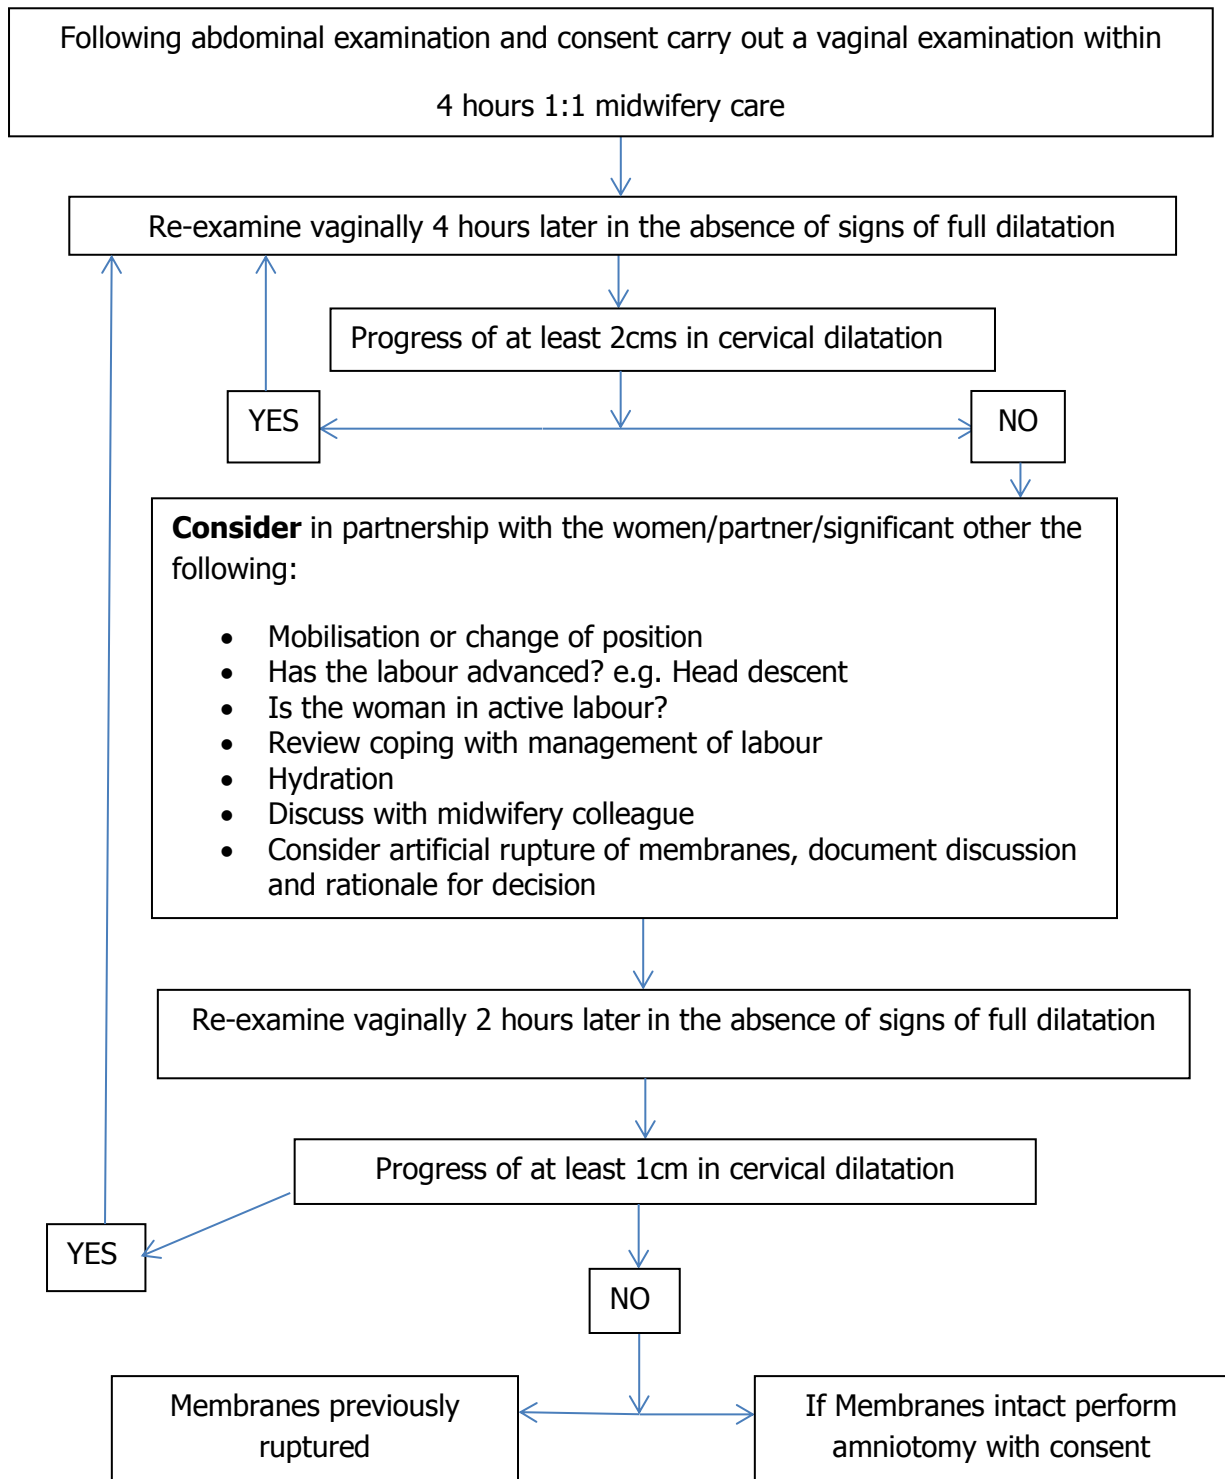 Following abdominal examination and consent carry out a vaginal examination within
4 hours 1:1 midwifery care
Re-examine vaginally 4 hours later in the absence of signs of full dilatation
Progress of at least 2cms in cervical dilatation
YES
NO
Consider in partnership with the women/partner/significant other the
following:
• Mobilisation or change of position
• Has the labour advanced? e.g. Head descent
• Is the woman in active labour?
• Review coping with management of labour
• Hydration
• Discuss with midwifery colleague
• Consider artificial rupture of membranes, document discussion
and rationale for decision
Re-examine vaginally 2 hours later in the absence of signs of full dilatation
Progress of at least 1cm in cervical dilatation
YES
NO
Membranes previously
ruptured
If Membranes intact perform
amniotomy with consent